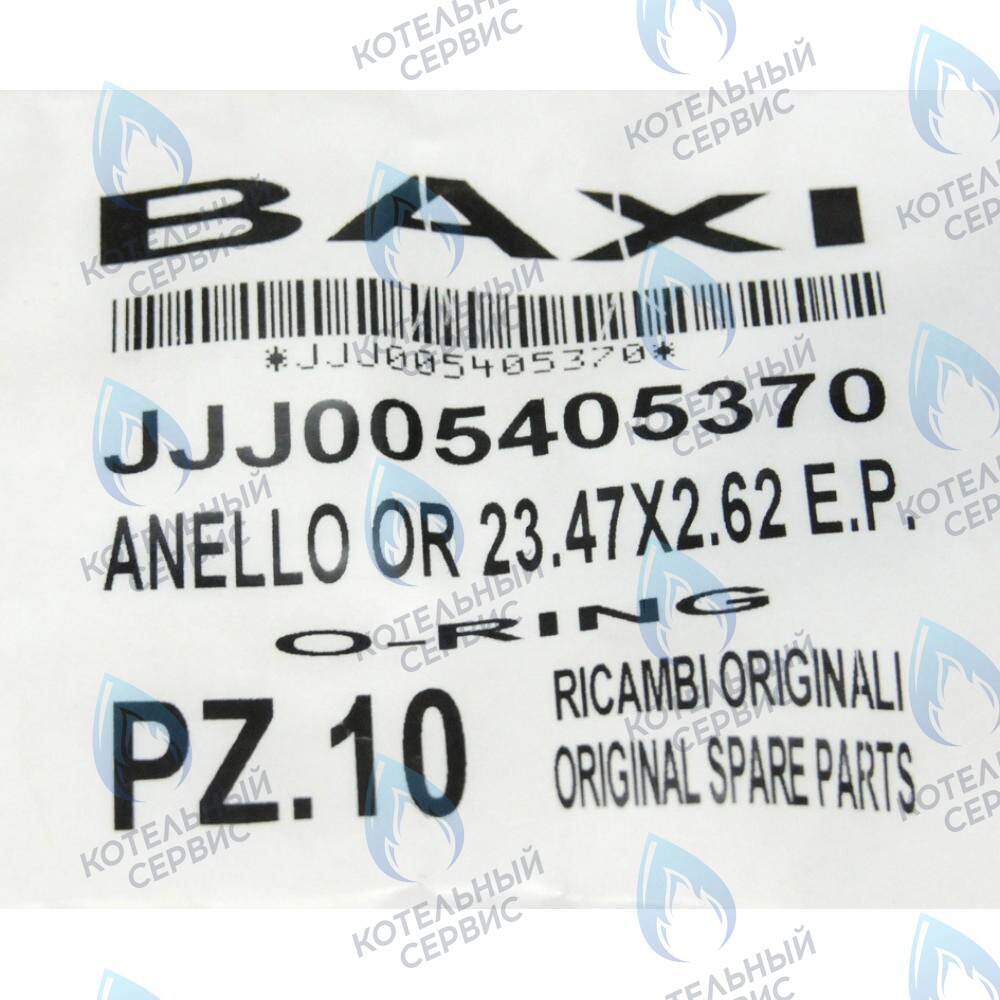 BAXI
*JJJ005405370*
JJJ005405370
ANELLO OR 23.47X2.62 E.P.
O-RING
PZ.10
RICAMBI ORIGINALI
ORIGINAL SPARE PARTS
КОТЕЛЬНЫЙ
СЕРВИС